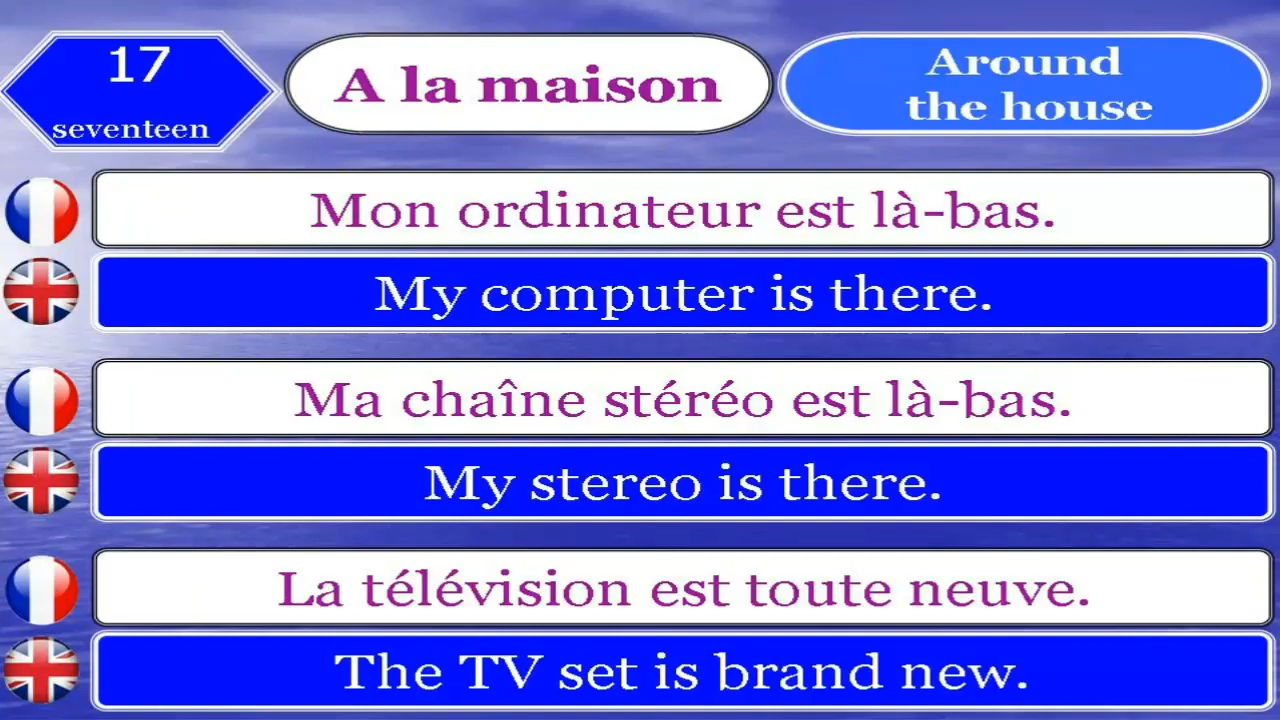 17
seventeen
A la maison
Around
the house
Mon ordinateur est là-bas.
My computer is there.
Ma chaîne stéréo est là-bas.
My stereo is there.
La télévision est toute neuve.
The TV set is brand new.